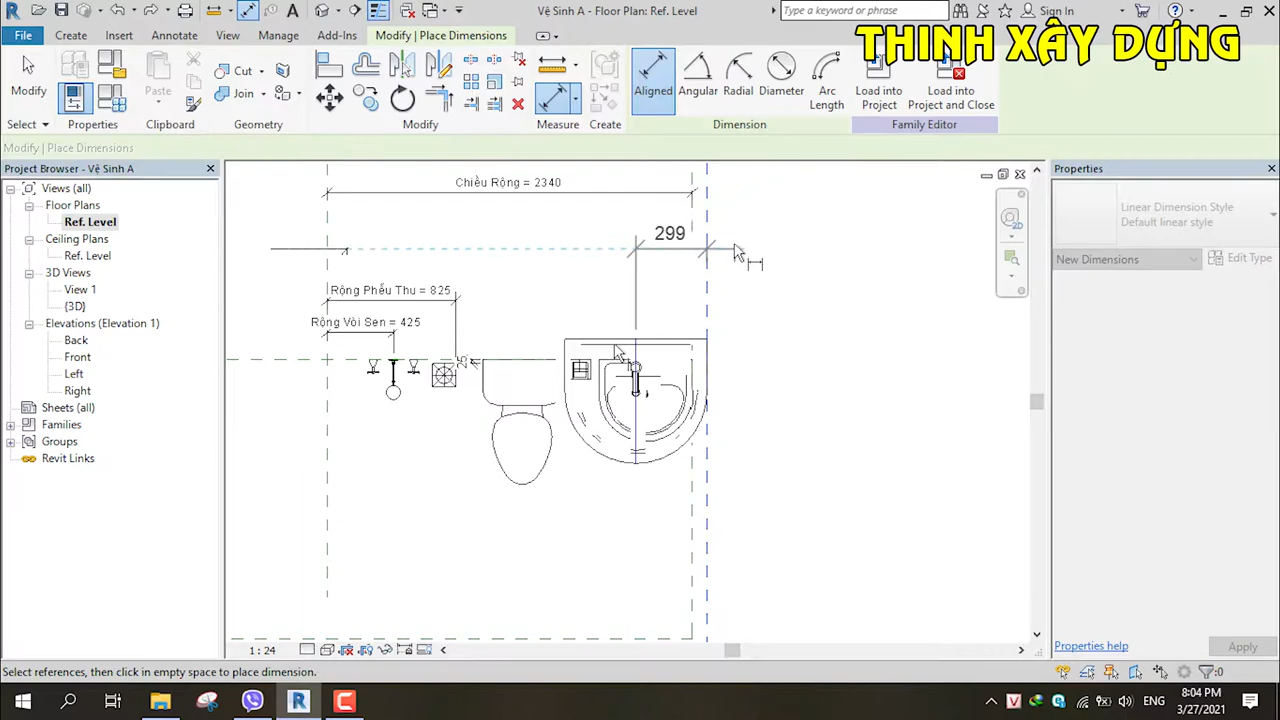 Vệ Sinh A - Floor Plan: Ref. Level
Type a keyword or phrase
Sign In
THINH XÂY DỰNG
File
Create
Insert
Annotate
View
Manage
Add-Ins
Modify | Place Dimensions
Modify
Paste
Cut
Join
Aligned
Angular
Radial
Diameter
Arc
Length
Load into
Project
Load into
Project and Close
Select
Properties
Clipboard
Geometry
Modify
Measure
Create
Dimension
Family Editor
Modify | Place Dimensions
Project Browser - Vệ Sinh A
Views (all)
Floor Plans
Ref. Level
Ceiling Plans
Ref. Level
3D Views
View 1
{3D}
Elevations (Elevation 1)
Back
Front
Left
Right
Sheets (all)
Families
Groups
Revit Links
Chiều Rộng = 2340
299
Rộng Phễu Thu = 825
Rộng Vòi Sen = 425
25
2D
Properties
Linear Dimension Style
Default linear style
New Dimensions
Edit Type
Properties help
Apply
1 : 24
Select references, then click in empty space to place dimension.
:0
ENG
8:04 PM
3/27/2021